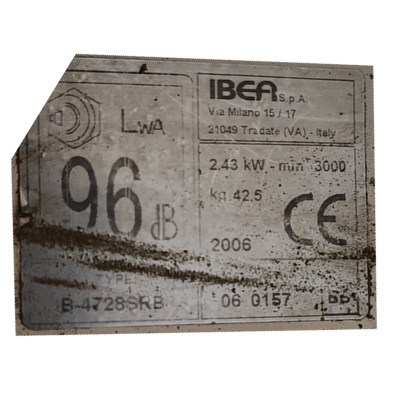 IBEA S.p.A.
Via Milano 15 / 17
21049 Tradate (VA) - Italy
LWA
96 dB
2.43 kW - min 3000
kg 42.5
CE
2006
TYPE
B-4728SRB
06 0157